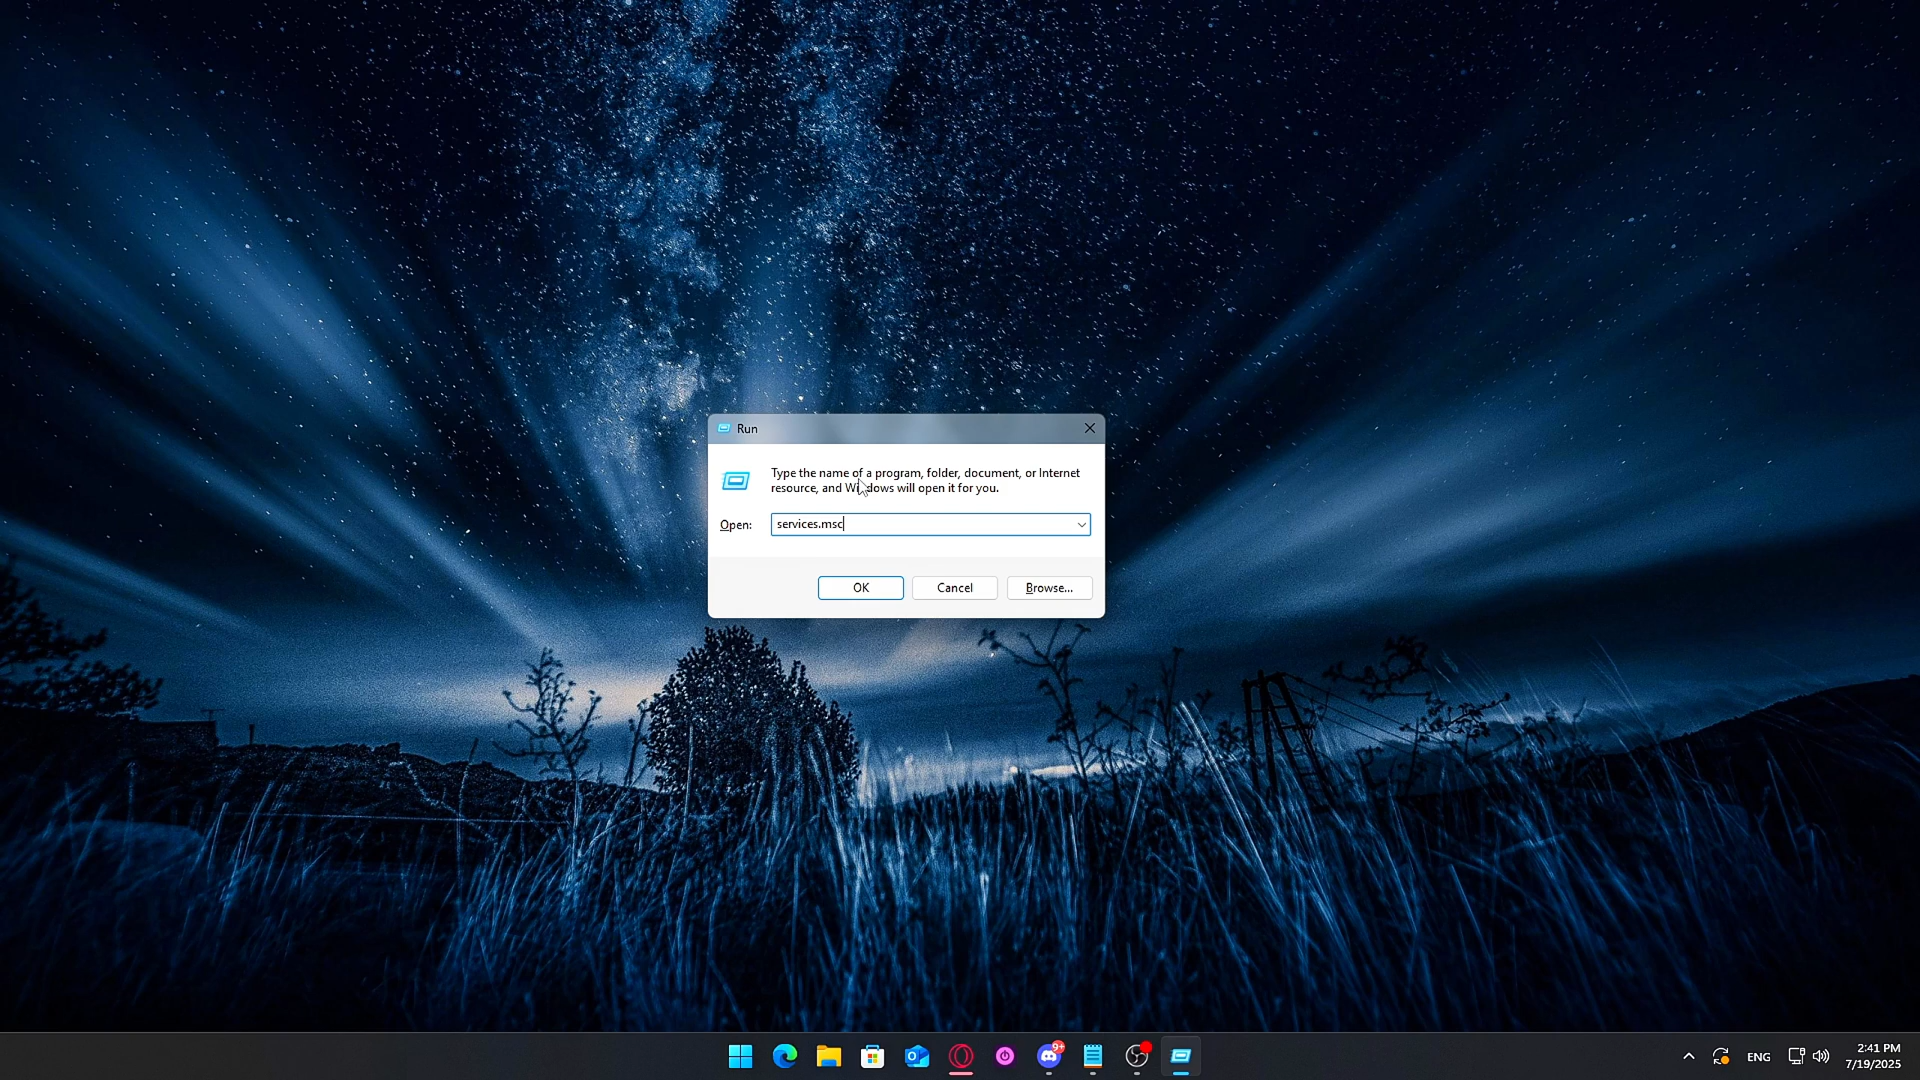 Run
Type the name of a program, folder, document, or Internet
resource, and Windows will open it for you.
Open:
services.msc
OK
Cancel
Browse...
9+
ENG
2:41 PM
7/19/2025